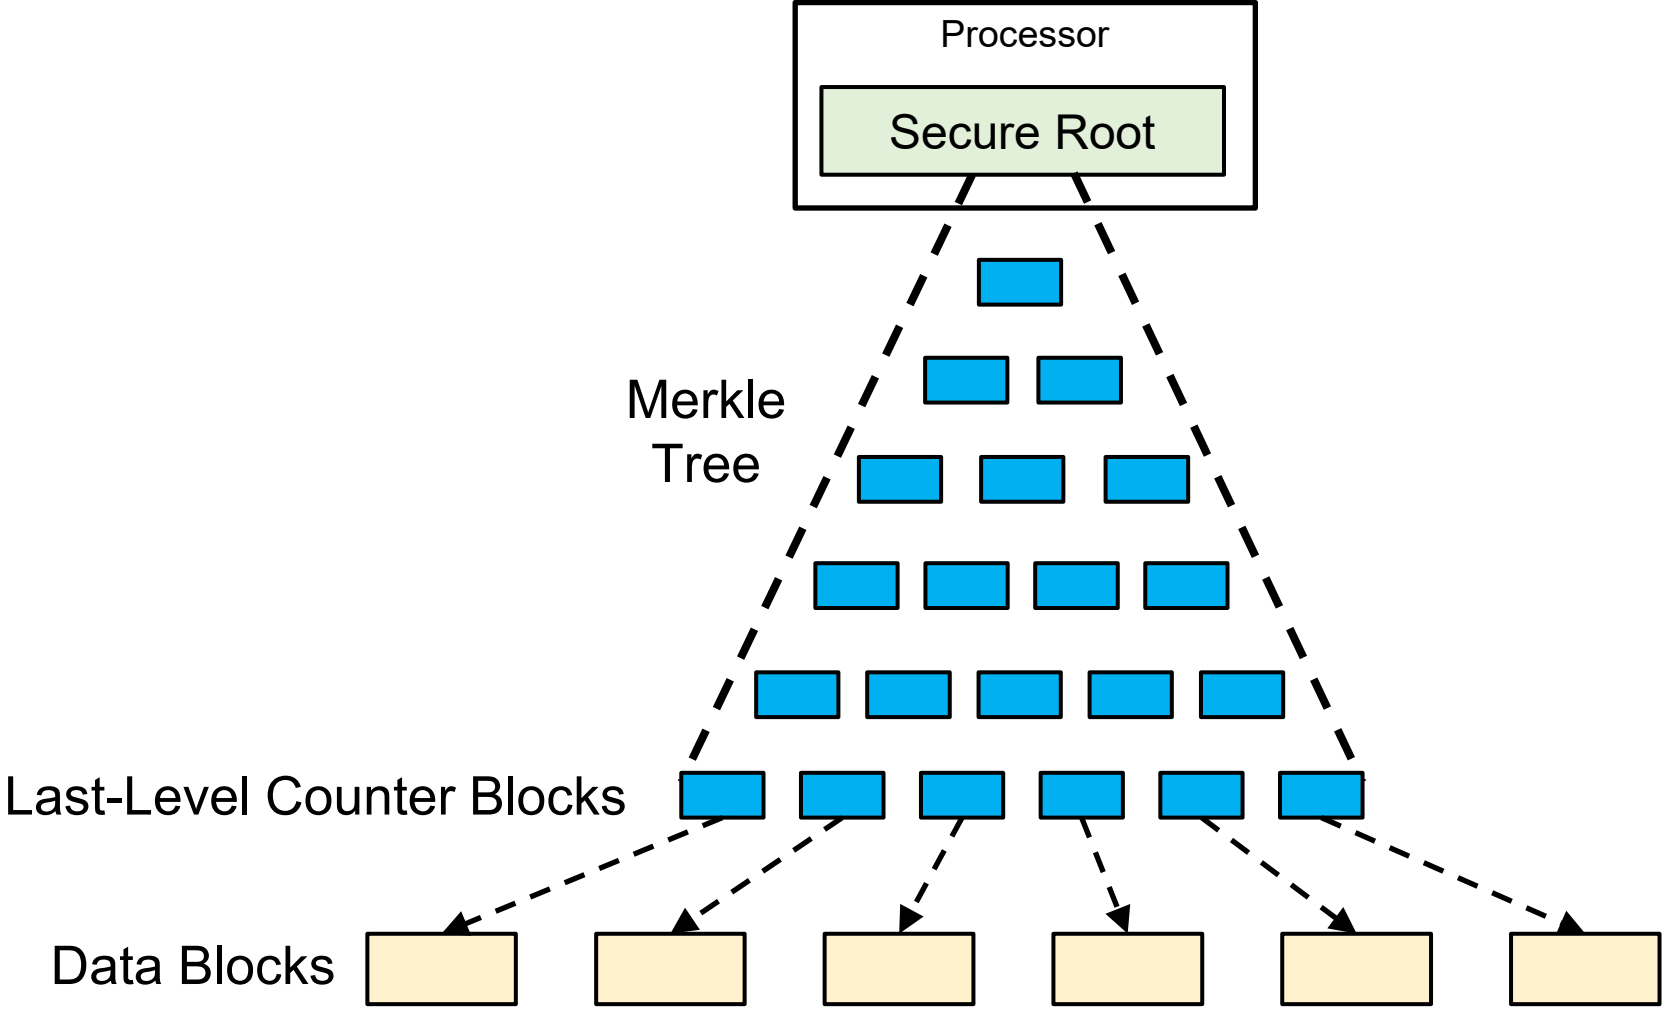 Processor
Secure Root
Merkle
Tree
Last-Level Counter Blocks
Data Blocks